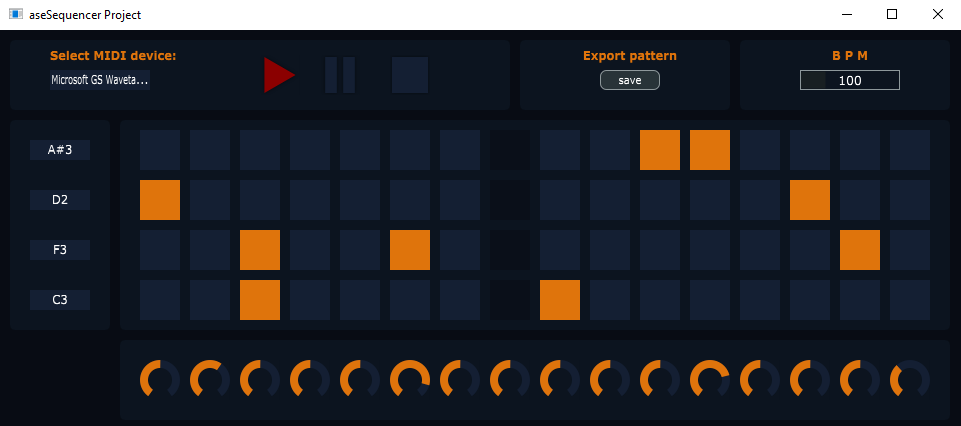 aseSequencer Project
Select MIDI device:
Export pattern
B P M
Microsoft GS Waveta...
save
100
A#3
D2
F3
C3